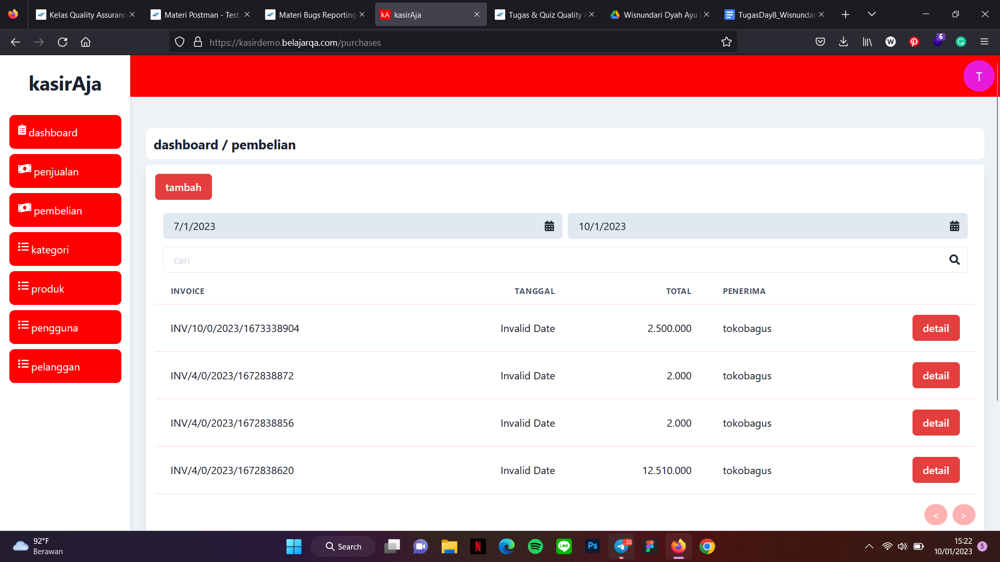 Kelas Quality Assuranc
Materi Postman - Test
Materi Bugs Reporting
kA kasirAja
Tugas & Quiz Quality A
Wisnundari Dyah Ayu
TugasDay8_Wisnundar
https://kasirdemo.belajarqa.com/purchases
W
6
G
kasirAja
T
dashboard
penjualan
pembelian
kategori
produk
pengguna
pelanggan
dashboard / pembelian
tambah
7/1/2023 10/1/2023
cari
INVOICE TANGGAL TOTAL PENERIMA
INV/10/0/2023/1673338904 Invalid Date 2.500.000 tokobagus detail
INV/4/0/2023/1672838872 Invalid Date 2.000 tokobagus detail
INV/4/0/2023/1672838856 Invalid Date 2.000 tokobagus detail
INV/4/0/2023/1672838620 Invalid Date 12.510.000 tokobagus detail
< >
92°F
Berawan
Search
N
LINE
Ps
..30
15:22
10/01/2023
5